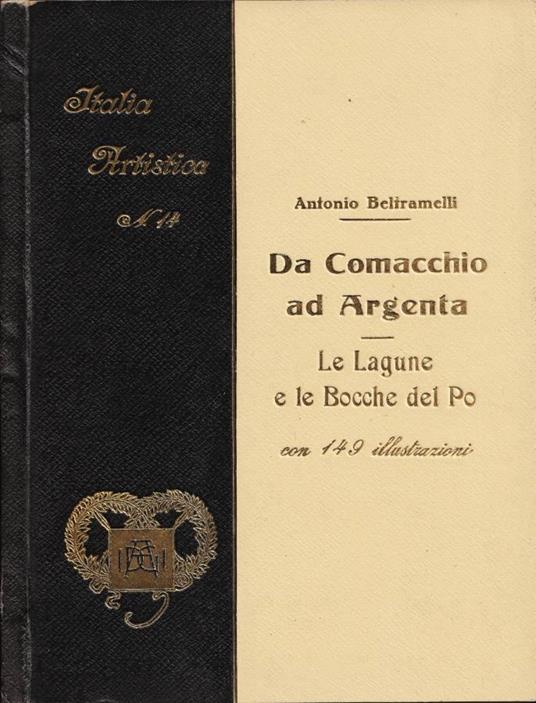 Italia
Artistica
N. 14
Antonio Beltramelli
Da Comacchio
ad Argenta
Le Lagune
e le Bocche del Po
con 149 illustrazioni